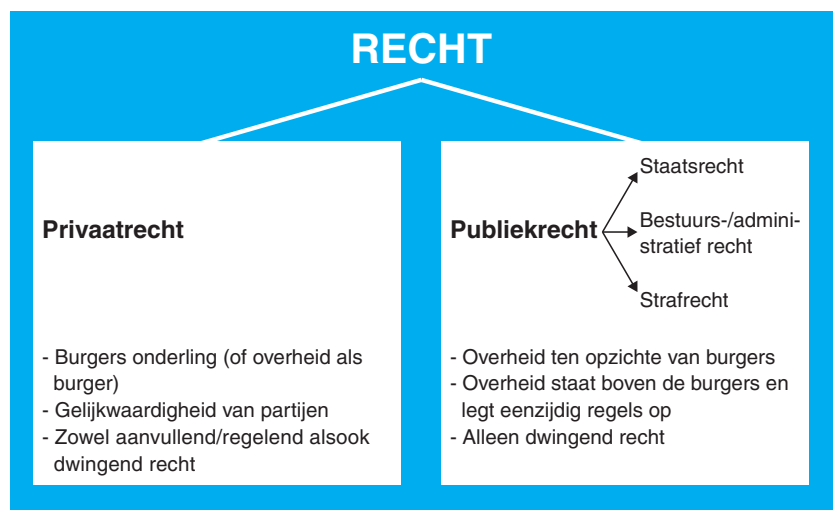 RECHT
Privaatrecht
- Burgers onderling (of overheid als
burger)
- Gelijkwaardigheid van partijen
- Zowel aanvullend/regelend alsook
dwingend recht
Publiekrecht
Staatsrecht
Bestuurs-/admini-
stratief recht
Strafrecht
- Overheid ten opzichte van burgers
- Overheid staat boven de burgers en
legt eenzijdig regels op
- Alleen dwingend recht